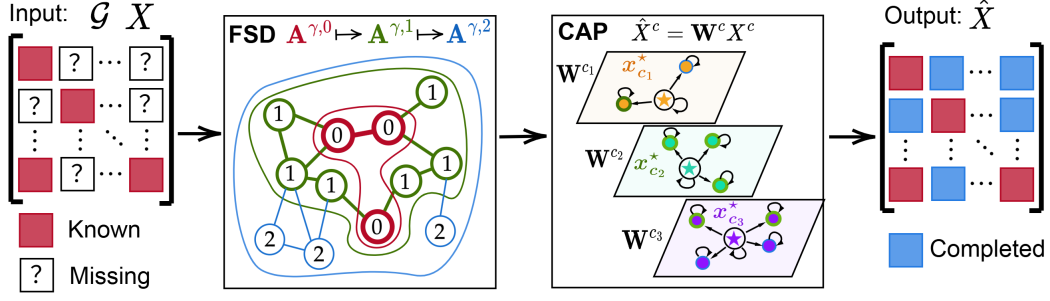 Input: 𝒢 X
? ⋯ ?
? ⋯ ?
⋮ ⋮ ⋱ ⋮
? ⋯
Known
? Missing
FSD A^{γ,0} ↦ A^{γ,1} ↦ A^{γ,2}
1
1
0 0
1
1
1 1
0
2 2
2
CAP X̂^c = W^c X^c
W^{c_1} x^⋆_{c_1}
W^{c_2} x^⋆_{c_2}
W^{c_3} x^⋆_{c_3}
Output: X̂
⋯
⋯
⋮ ⋮ ⋱ ⋮
⋯
Completed